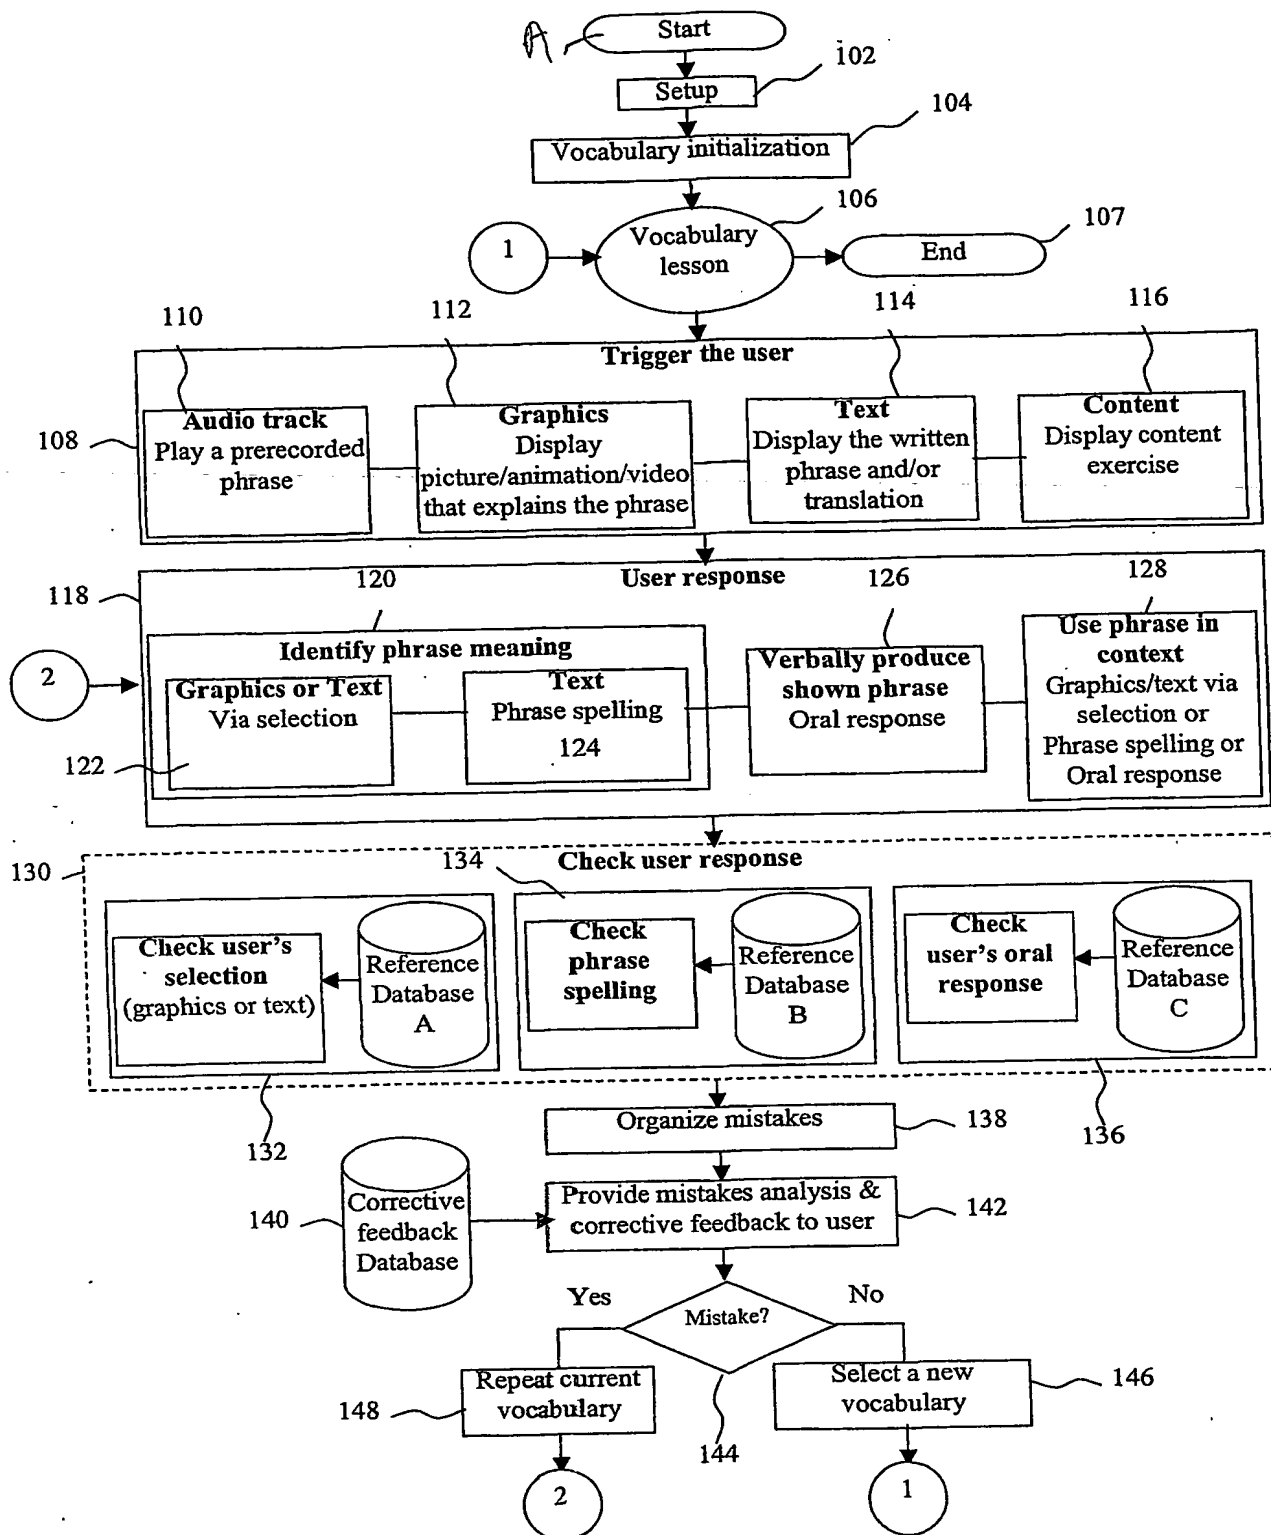 A
Start
102
Setup
104
Vocabulary initialization
106
107
1
Vocabulary
lesson
End
110
112
114
116
Trigger the user
108
Audio track
Play a prerecorded
phrase
Graphics
Display
picture/animation/video
that explains the phrase
Text
Display the written
phrase and/or
translation
Content
Display content
exercise
118
120
User response
126
128
2
Identify phrase meaning
Graphics or Text
Via selection
122
Text
Phrase spelling
124
Verbally produce
shown phrase
Oral response
Use phrase in
context
Graphics/text via
selection or
Phrase spelling or
Oral response
130
134
Check user response
Check user's
selection
(graphics or text)
Reference
Database
A
Check
phrase
spelling
Reference
Database
B
Check
user's oral
response
Reference
Database
C
132
136
Organize mistakes
138
140
Corrective
feedback
Database
Provide mistakes analysis &
corrective feedback to user
142
Yes
Mistake?
No
148
Repeat current
vocabulary
144
Select a new
vocabulary
146
2
1